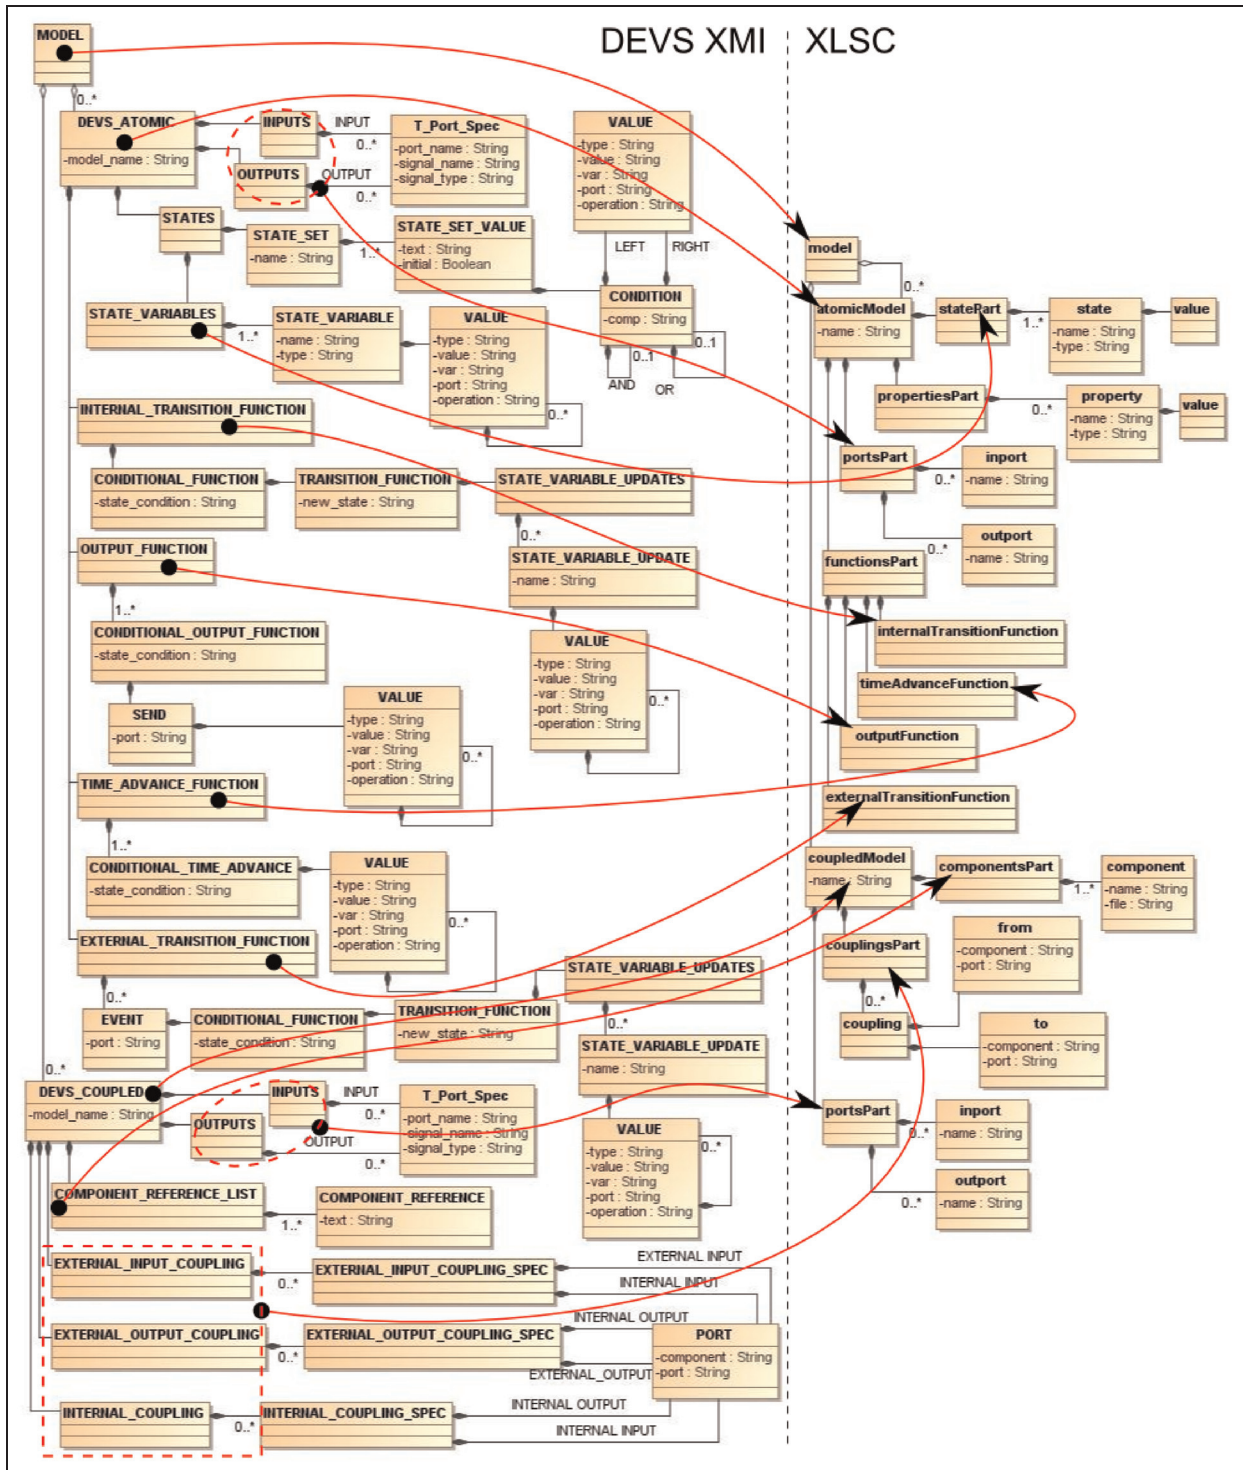 DEVS XMI
XLSC
MODEL
0..*
DEVS_ATOMIC
-model_name : String
INPUTS
INPUT
0..*
OUTPUTS
OUTPUT
0..*
T_Port_Spec
-port_name : String
-signal_name : String
-signal_type : String
VALUE
-type : String
-value : String
-var : String
-port : String
-operation : String
LEFT
RIGHT
STATES
STATE_SET
-name : String
1..*
STATE_SET_VALUE
-text : String
-initial : Boolean
CONDITION
-comp : String
0..1
0..1
AND
OR
STATE_VARIABLES
1..*
STATE_VARIABLE
-name : String
-type : String
VALUE
-type : String
-value : String
-var : String
-port : String
-operation : String
0..*
INTERNAL_TRANSITION_FUNCTION
CONDITIONAL_FUNCTION
-state_condition : String
TRANSITION_FUNCTION
-new_state : String
STATE_VARIABLE_UPDATES
0..*
STATE_VARIABLE_UPDATE
-name : String
VALUE
-type : String
-value : String
-var : String
-port : String
-operation : String
0..*
OUTPUT_FUNCTION
1..*
CONDITIONAL_OUTPUT_FUNCTION
-state_condition : String
SEND
-port : String
VALUE
-type : String
-value : String
-var : String
-port : String
-operation : String
0..*
TIME_ADVANCE_FUNCTION
1..*
CONDITIONAL_TIME_ADVANCE
-state_condition : String
VALUE
-type : String
-value : String
-var : String
-port : String
-operation : String
0..*
EXTERNAL_TRANSITION_FUNCTION
0..*
EVENT
-port : String
CONDITIONAL_FUNCTION
-state_condition : String
TRANSITION_FUNCTION
-new_state : String
STATE_VARIABLE_UPDATES
0..*
STATE_VARIABLE_UPDATE
-name : String
VALUE
-type : String
-value : String
-var : String
-port : String
-operation : String
0..*
0..*
DEVS_COUPLED
-model_name : String
INPUTS
INPUT
0..*
OUTPUTS
OUTPUT
0..*
T_Port_Spec
-port_name : String
-signal_name : String
-signal_type : String
COMPONENT_REFERENCE_LIST
1..*
COMPONENT_REFERENCE
-text : String
EXTERNAL_INPUT_COUPLING
0..*
EXTERNAL_INPUT_COUPLING_SPEC
EXTERNAL INPUT
INTERNAL INPUT
EXTERNAL_OUTPUT_COUPLING
0..*
EXTERNAL_OUTPUT_COUPLING_SPEC
INTERNAL OUTPUT
EXTERNAL_OUTPUT
PORT
-component : String
-port : String
INTERNAL_COUPLING
0..*
INTERNAL_COUPLING_SPEC
INTERNAL OUTPUT
INTERNAL INPUT
model
0..*
atomicModel
-name : String
statePart
1..*
state
-name : String
-type : String
value
propertiesPart
0..*
property
-name : String
-type : String
value
portsPart
0..*
inport
-name : String
0..*
outport
-name : String
functionsPart
internalTransitionFunction
timeAdvanceFunction
outputFunction
externalTransitionFunction
coupledModel
-name : String
componentsPart
1..*
component
-name : String
-file : String
couplingsPart
0..*
coupling
from
-component : String
-port : String
to
-component : String
-port : String
portsPart
0..*
inport
-name : String
0..*
outport
-name : String